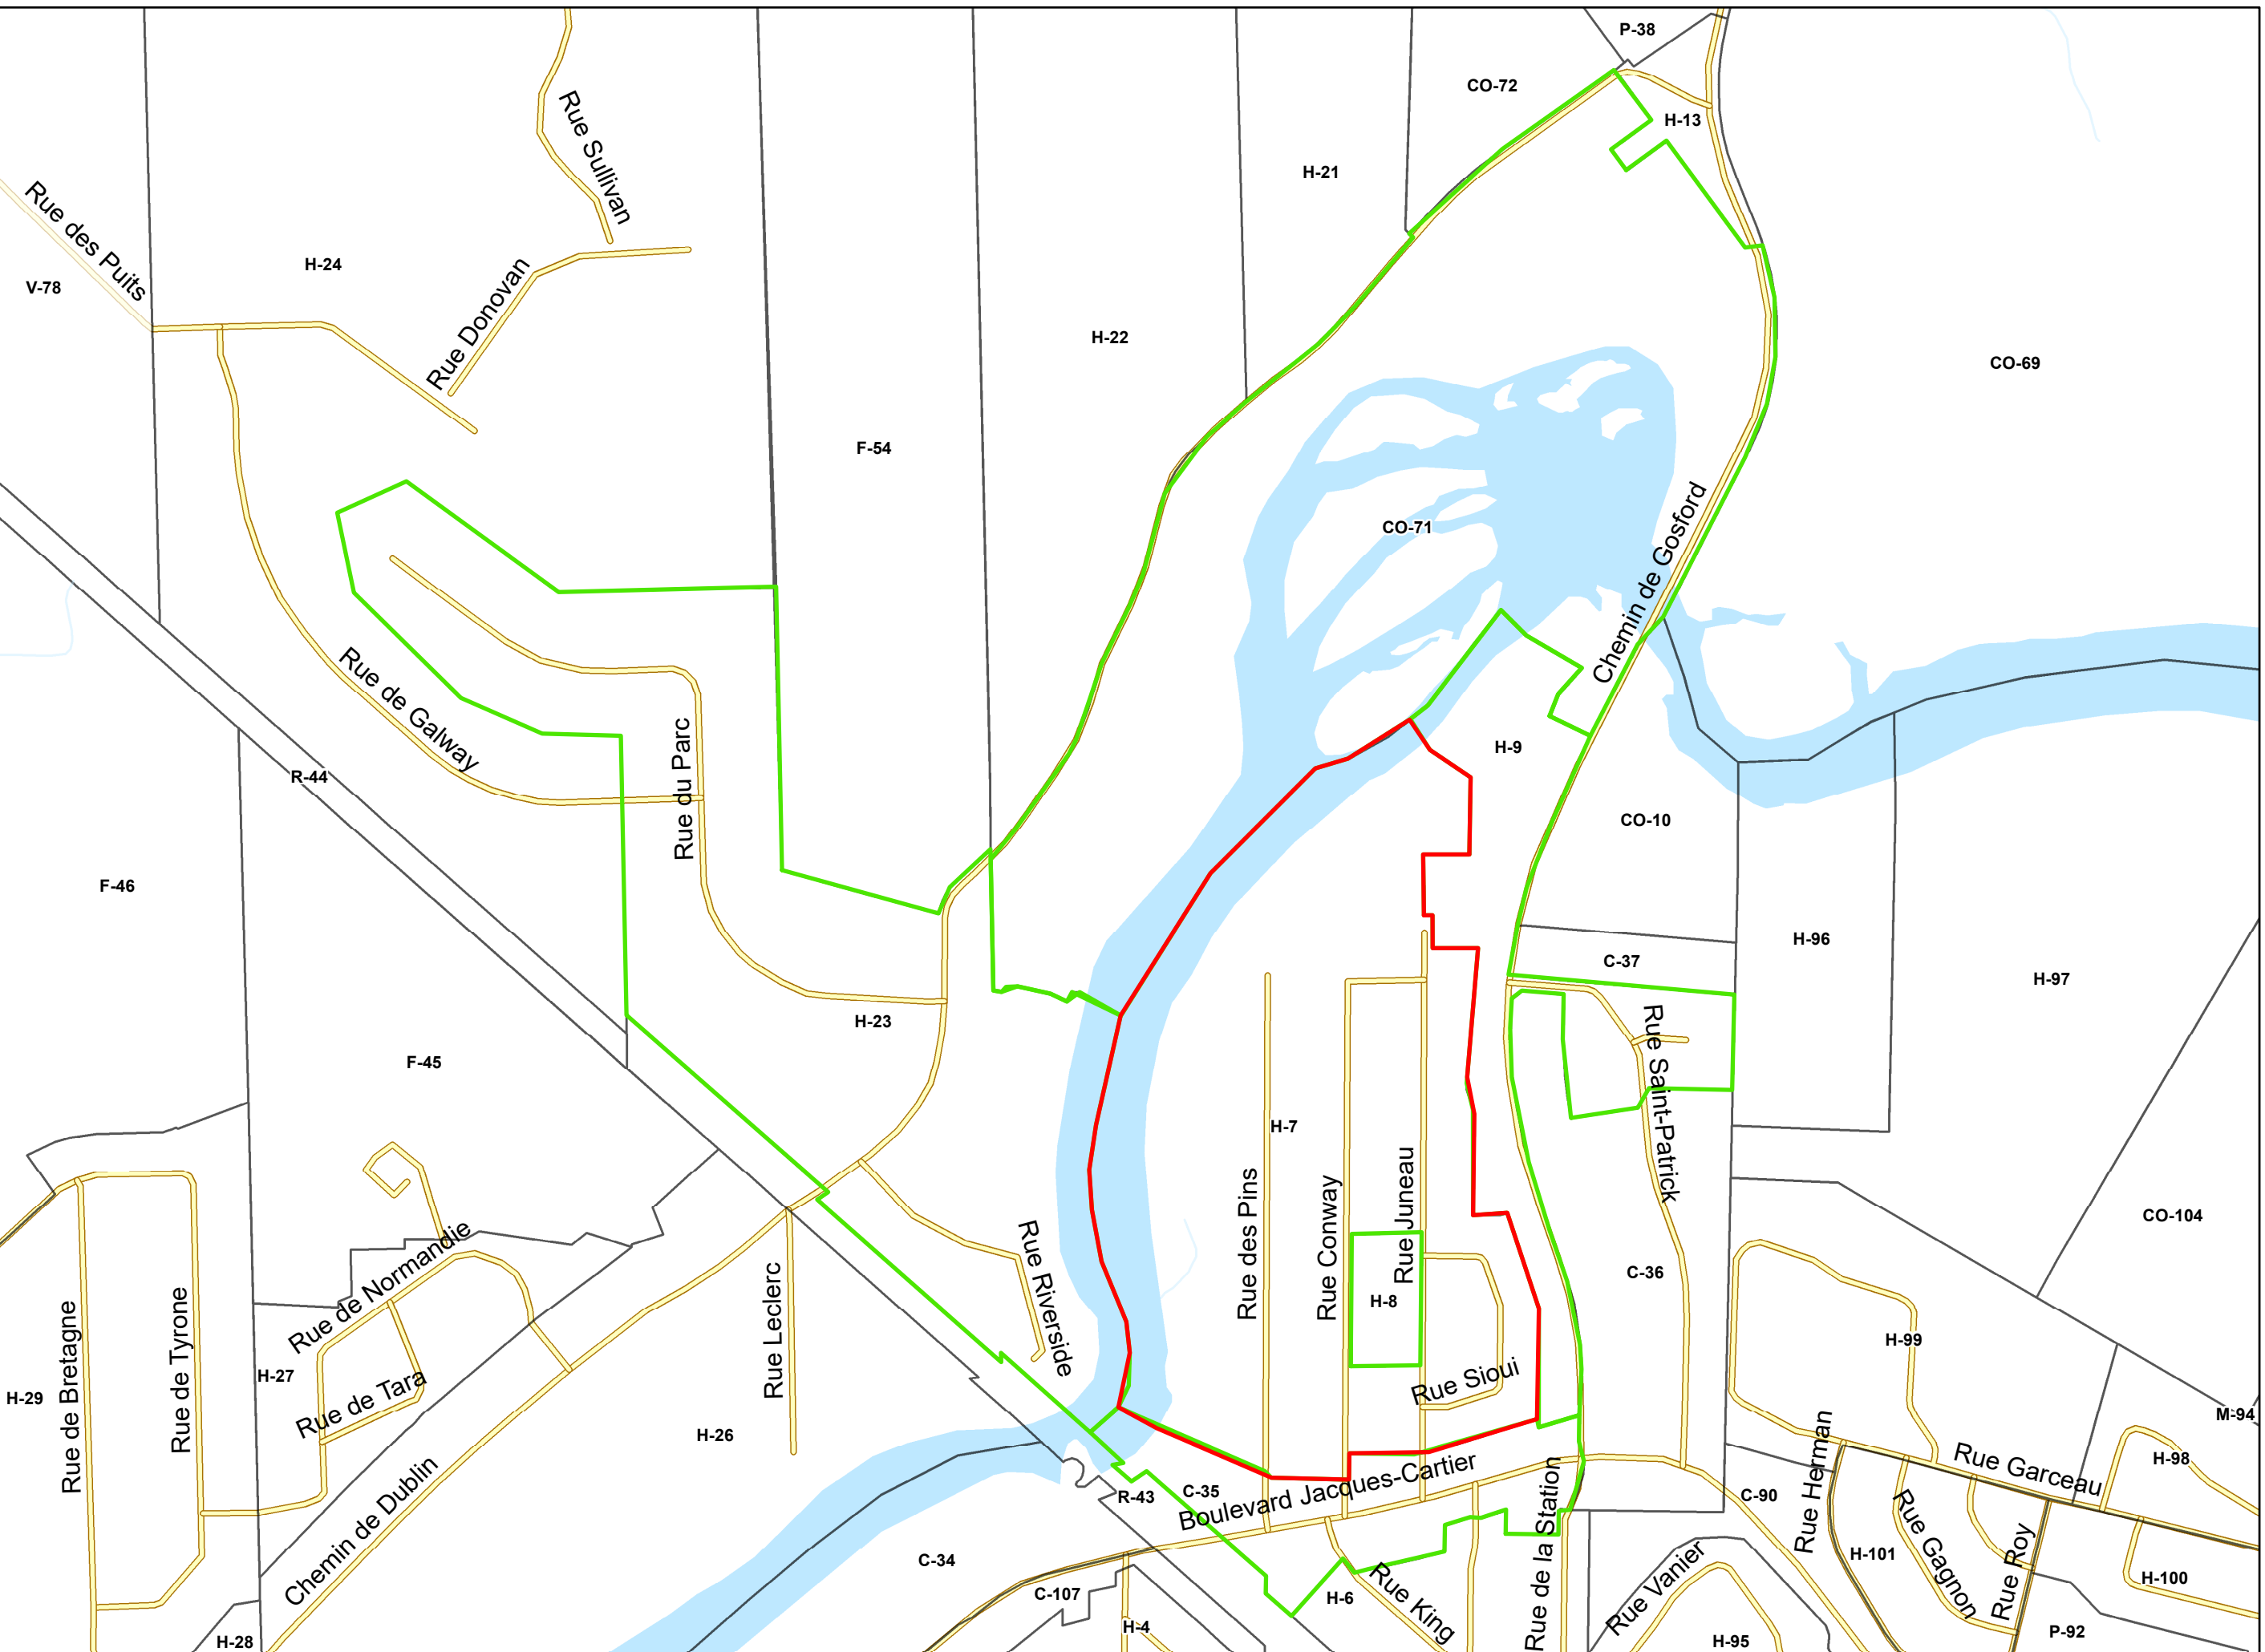 P-38
CO-72
H-13
Rue Sullivan
H-21
Rue des Puits
H-24
V-78
Rue Donovan
H-22
CO-69
F-54
CO-71
Chemin de Gosford
Rue de Galway
Rue du Parc
R-44
H-9
CO-10
F-46
H-96
C-37
H-97
H-23
F-45
Rue Saint-Patrick
H-7
Rue des Pins
Rue Conway
Rue Juneau
CO-104
Rue Riverside
C-36
Rue de Normandie
Rue Leclerc
H-8
Rue de Bretagne
Rue de Tyrone
H-99
H-27
Rue de Tara
Rue Sioui
H-29
M-94
H-26
Rue Herman
Rue Garceau
H-98
Chemin de Dublin
R-43
C-35
Boulevard Jacques-Cartier
Rue de la Station
C-90
Rue Gagnon
Rue Roy
C-34
H-101
H-100
C-107
H-6
Rue King
Rue Vanier
H-4
H-28
H-95
P-92